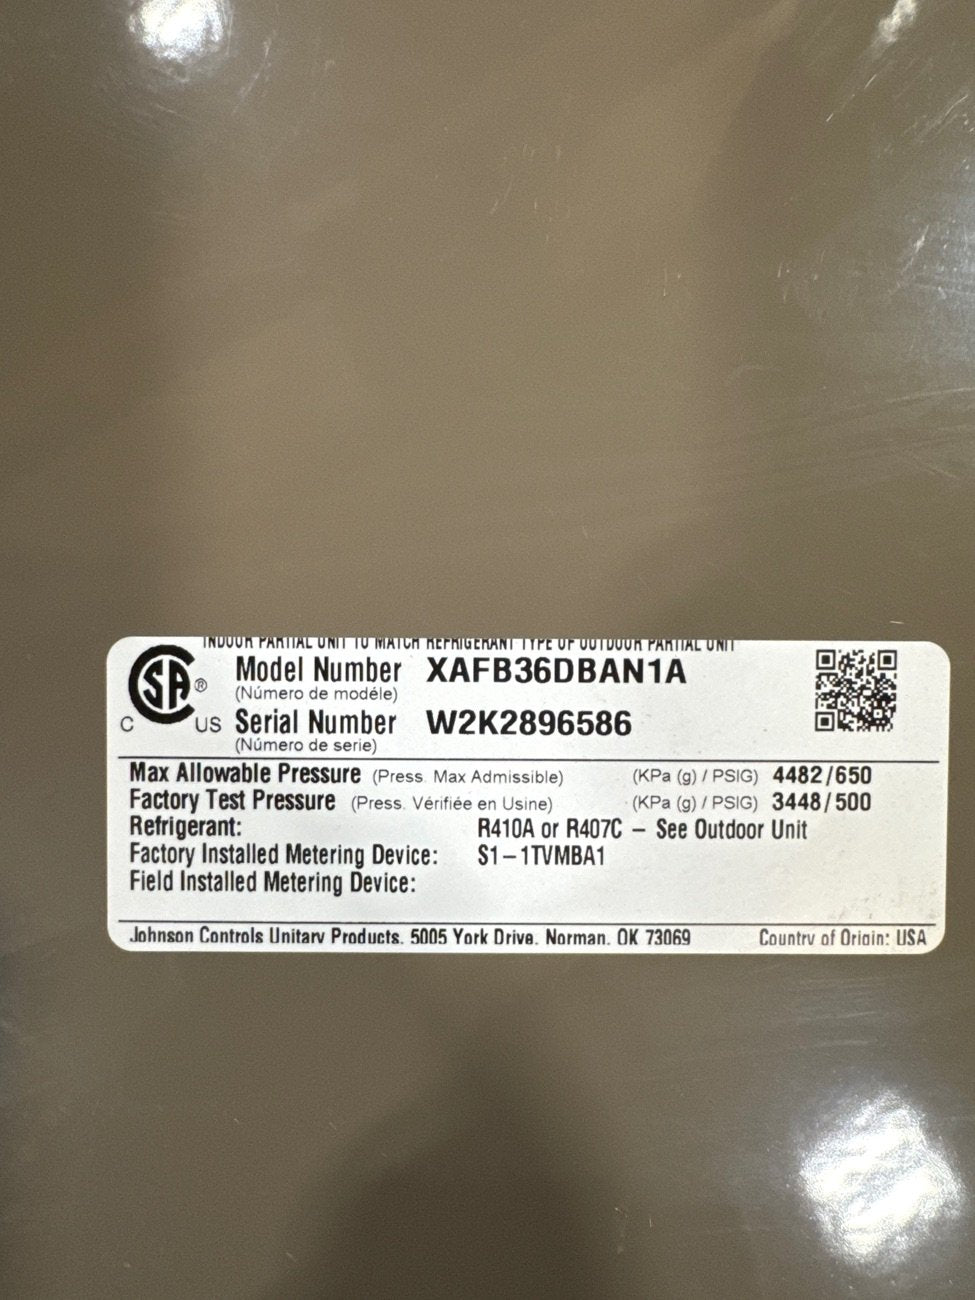 INDOOR PARTIAL UNIT TO MATCH REFRIGERANT TYPE OF OUTDOOR PARTIAL UNIT
SA ®
C US
Model Number XAFB36DBAN1A
(Número de modéle)
Serial Number W2K2896586
(Número de serie)
Max Allowable Pressure (Press. Max Admissible) (KPa (g) / PSIG) 4482/650
Factory Test Pressure (Press. Vérifiée en Usine) (KPa (g) / PSIG) 3448/500
Refrigerant: R410A or R407C – See Outdoor Unit
Factory Installed Metering Device: S1-1TVMBA1
Field Installed Metering Device:
Johnson Controls Unitary Products. 5005 York Drive. Norman. OK 73069 Country of Origin: USA